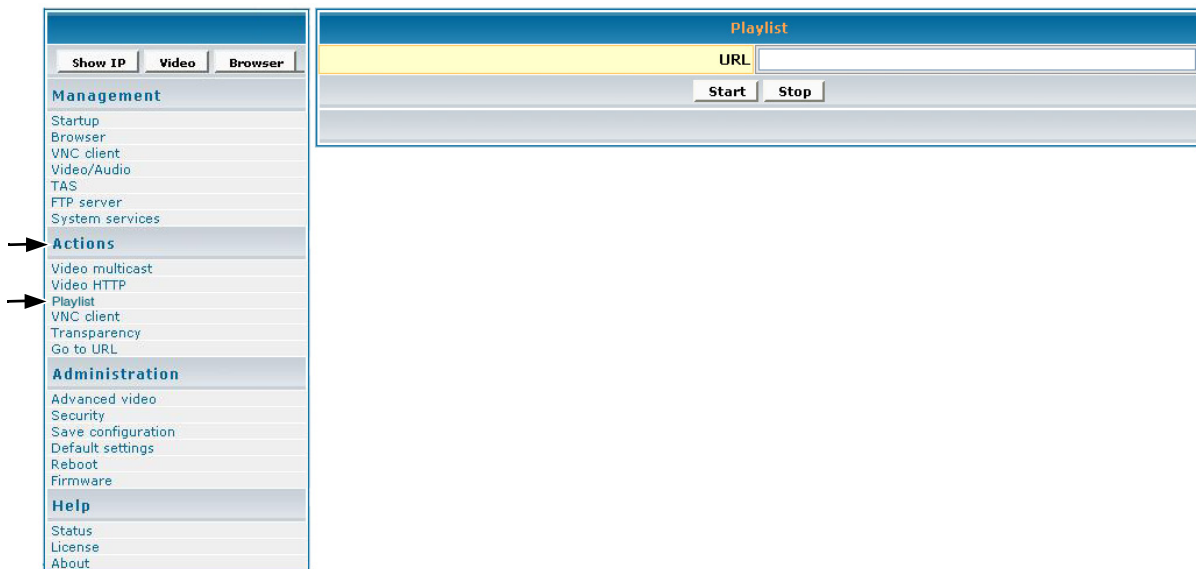 Show IP Video Browser
Management
Startup
Browser
VNC client
Video/Audio
TAS
FTP server
System services
Actions
Video multicast
Video HTTP
Playlist
VNC client
Transparency
Go to URL
Administration
Advanced video
Security
Save configuration
Default settings
Reboot
Firmware
Help
Status
License
About
Playlist
URL
Start Stop